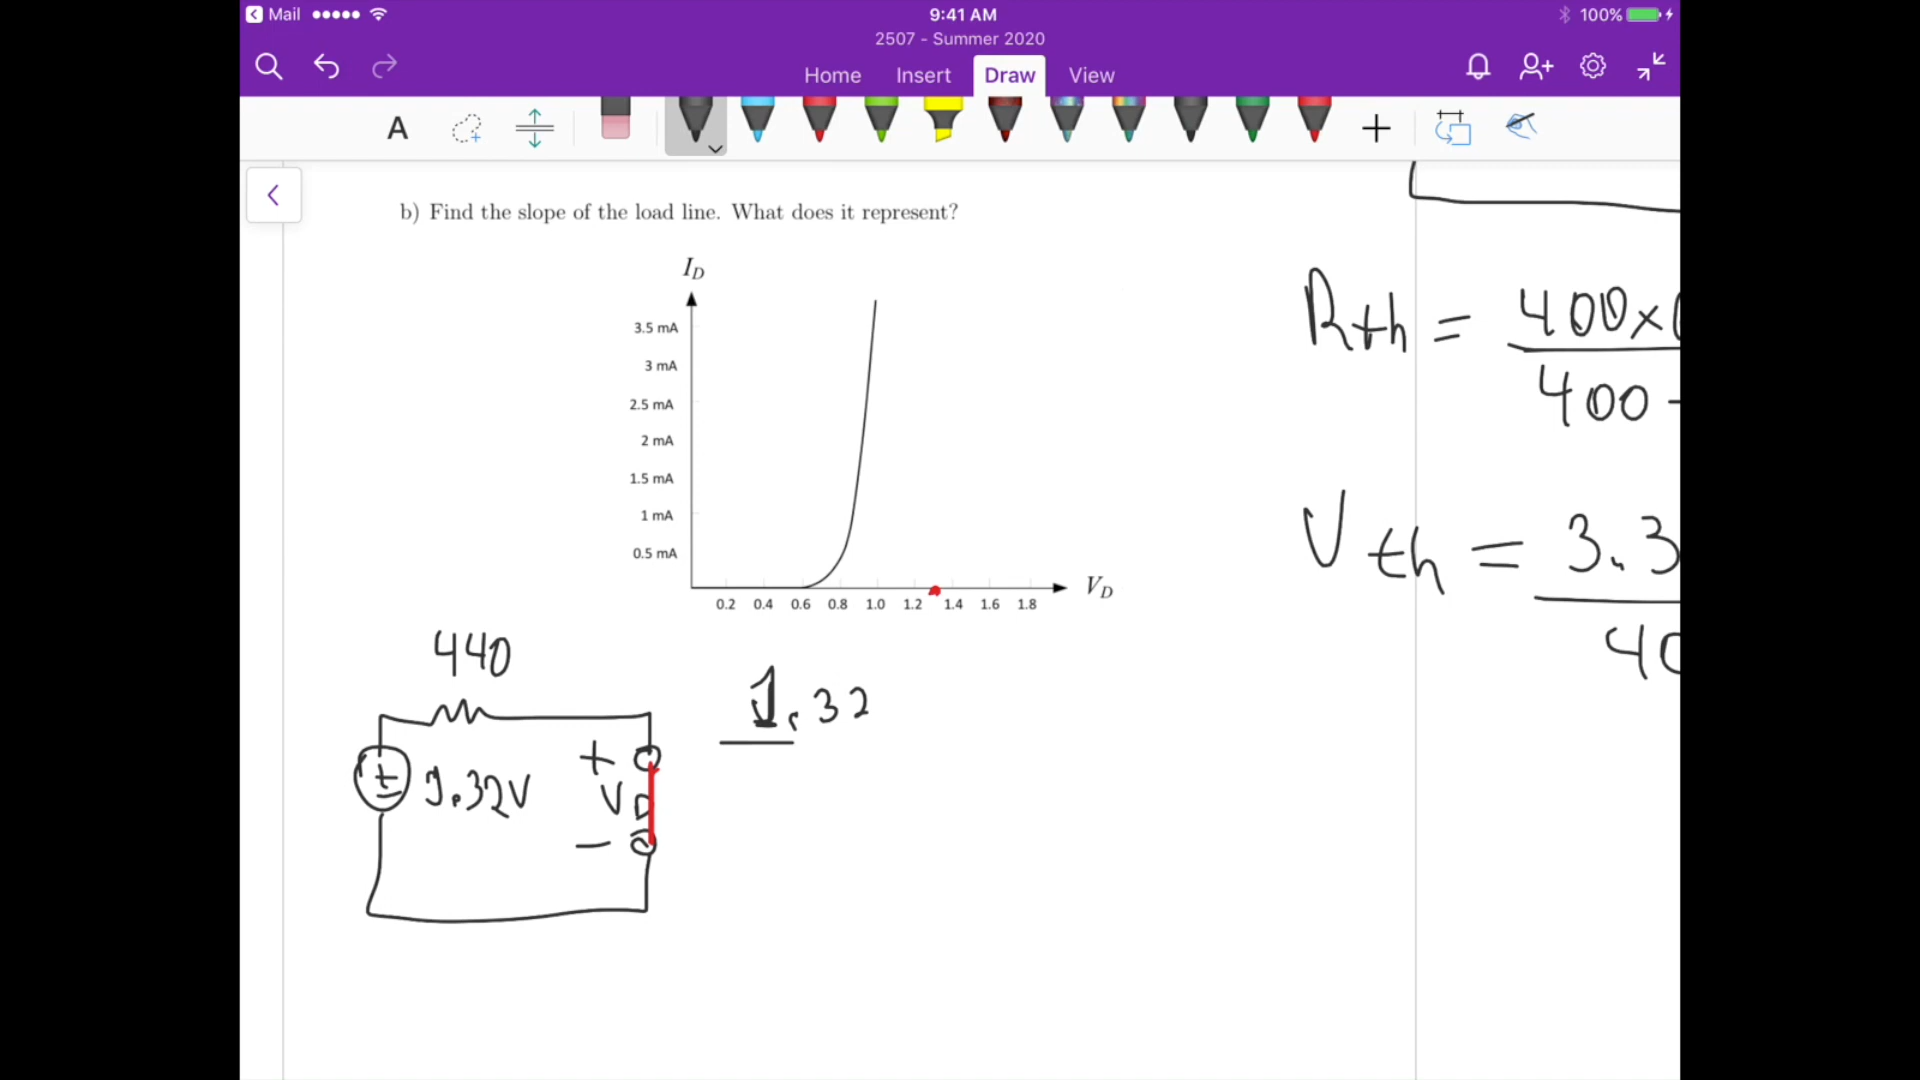 Mail 9:41 AM 100%
2507 - Summer 2020
Home Insert Draw View
A
b) Find the slope of the load line. What does it represent?
I_D
3.5 mA
3 mA
2.5 mA
2 mA
1.5 mA
1 mA
0.5 mA
0.2 0.4 0.6 0.8 1.0 1.2 1.4 1.6 1.8
V_D
440
1.32V
+
V_D
−
1.32
Rth = 400×
400 -
Vth = 3.3
40